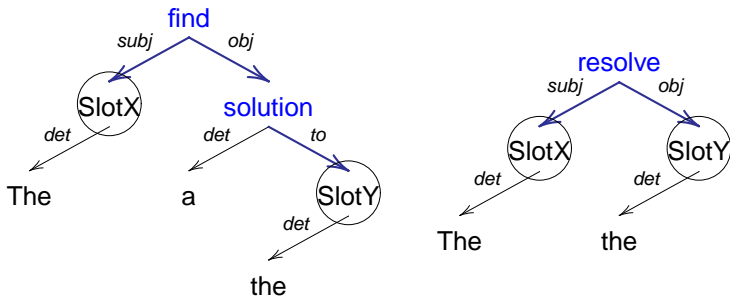 find
subj obj
SlotX solution
det det to
The a SlotY
det
the
resolve
subj obj
SlotX SlotY
det det
The the